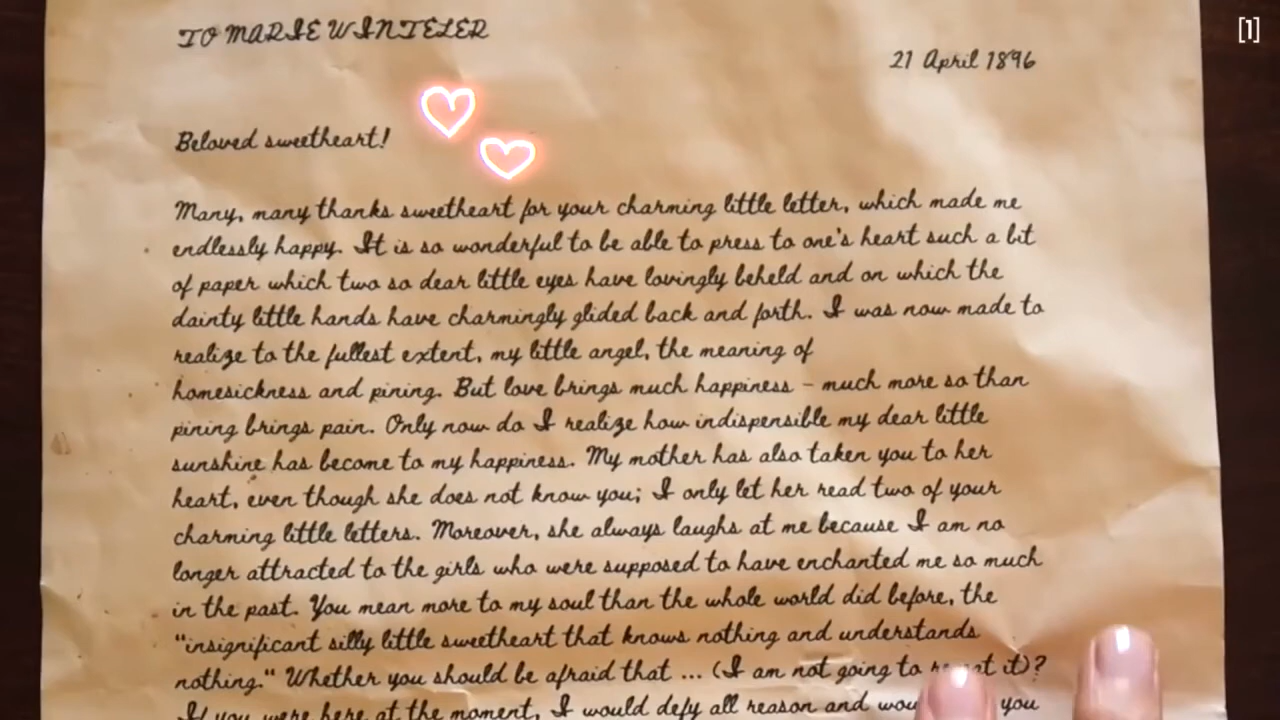 [1]
TO MARIE WINTELER
21 April 1896
Beloved sweetheart!
Many, many thanks sweetheart for your charming little letter, which made me
endlessly happy. It is so wonderful to be able to press to one's heart such a bit
of paper which two so dear little eyes have lovingly beheld and on which the
dainty little hands have charmingly glided back and forth. I was now made to
realize to the fullest extent, my little angel, the meaning of
homesickness and pining. But love brings much happiness – much more so than
pining brings pain. Only now do I realize how indispensible my dear little
sunshine has become to my happiness. My mother has also taken you to her
heart, even though she does not know you; I only let her read two of your
charming little letters. Moreover, she always laughs at me because I am no
longer attracted to the girls who were supposed to have enchanted me so much
in the past. You mean more to my soul than the whole world did before, the
"insignificant silly little sweetheart that knows nothing and understands
nothing." Whether you should be afraid that ... (I am not going to it)?
If you were here at the moment, I would defy all reason and you